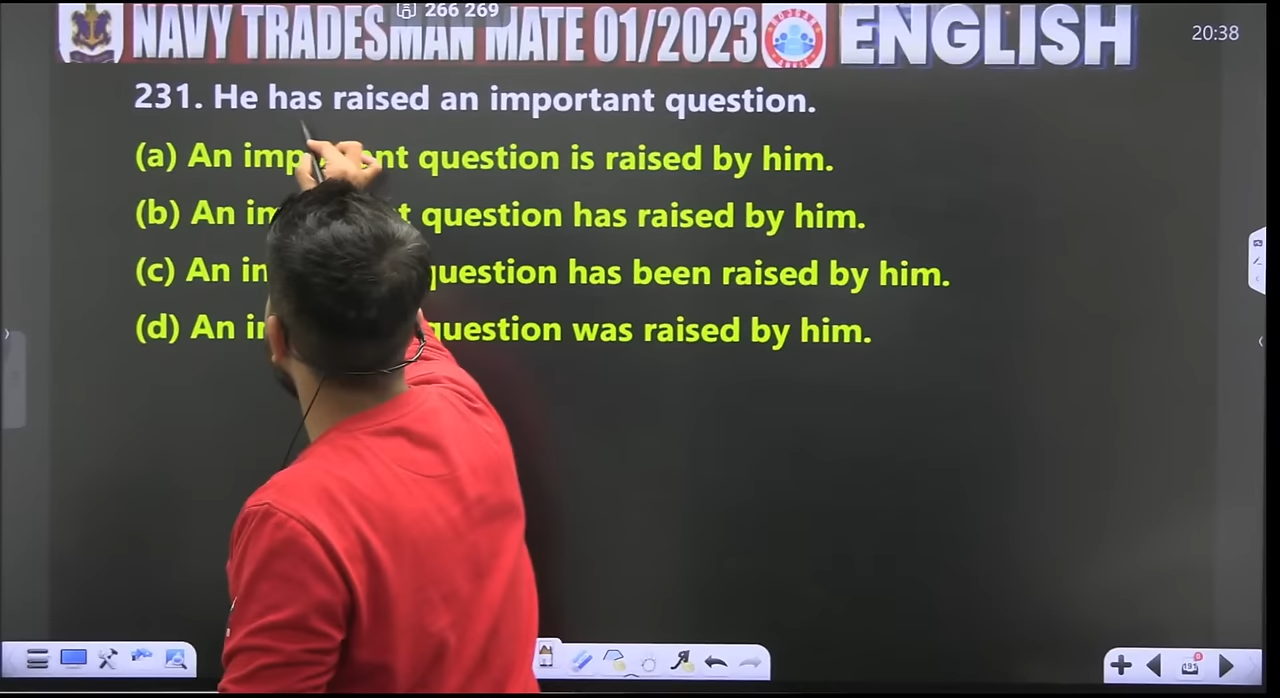 266 269
NAVY TRADESMAN MATE 01/2023 ENGLISH
20:38
231. He has raised an important question.
(a) An imp nt question is raised by him.
(b) An im t question has raised by him.
(c) An in question has been raised by him.
(d) An question was raised by him.
191